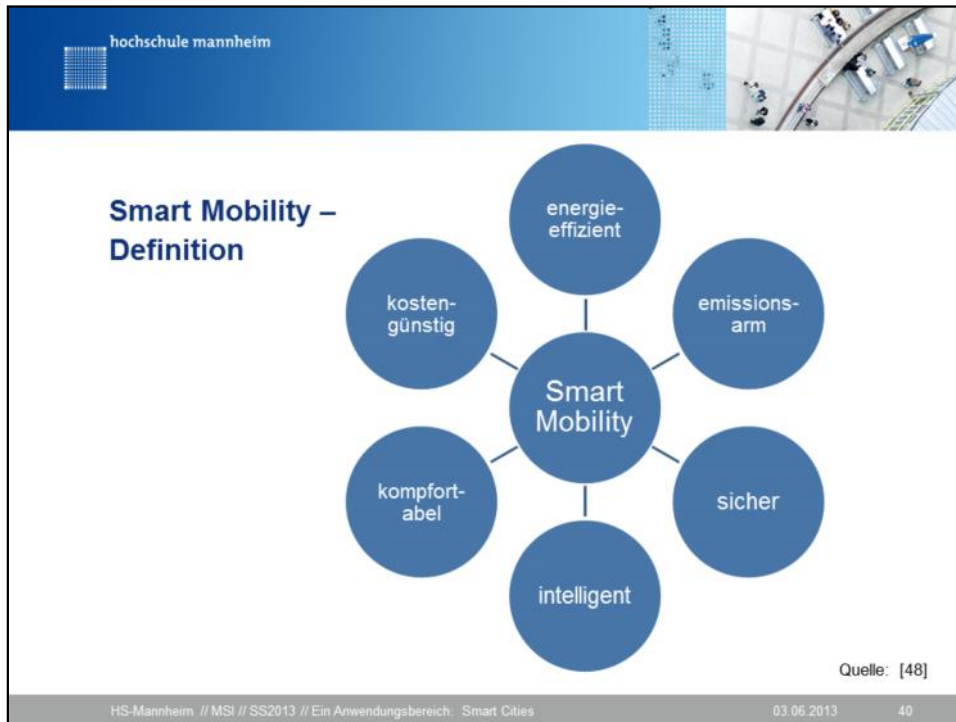 hochschule mannheim
Smart Mobility –
Definition
energie-
effizient
kosten-
günstig
emissions-
arm
Smart
Mobility
kompfort-
abel
sicher
intelligent
Quelle: [48]
HS-Mannheim // MSI // SS2013 // Ein Anwendungsbereich: Smart Cities
03.06.2013
40